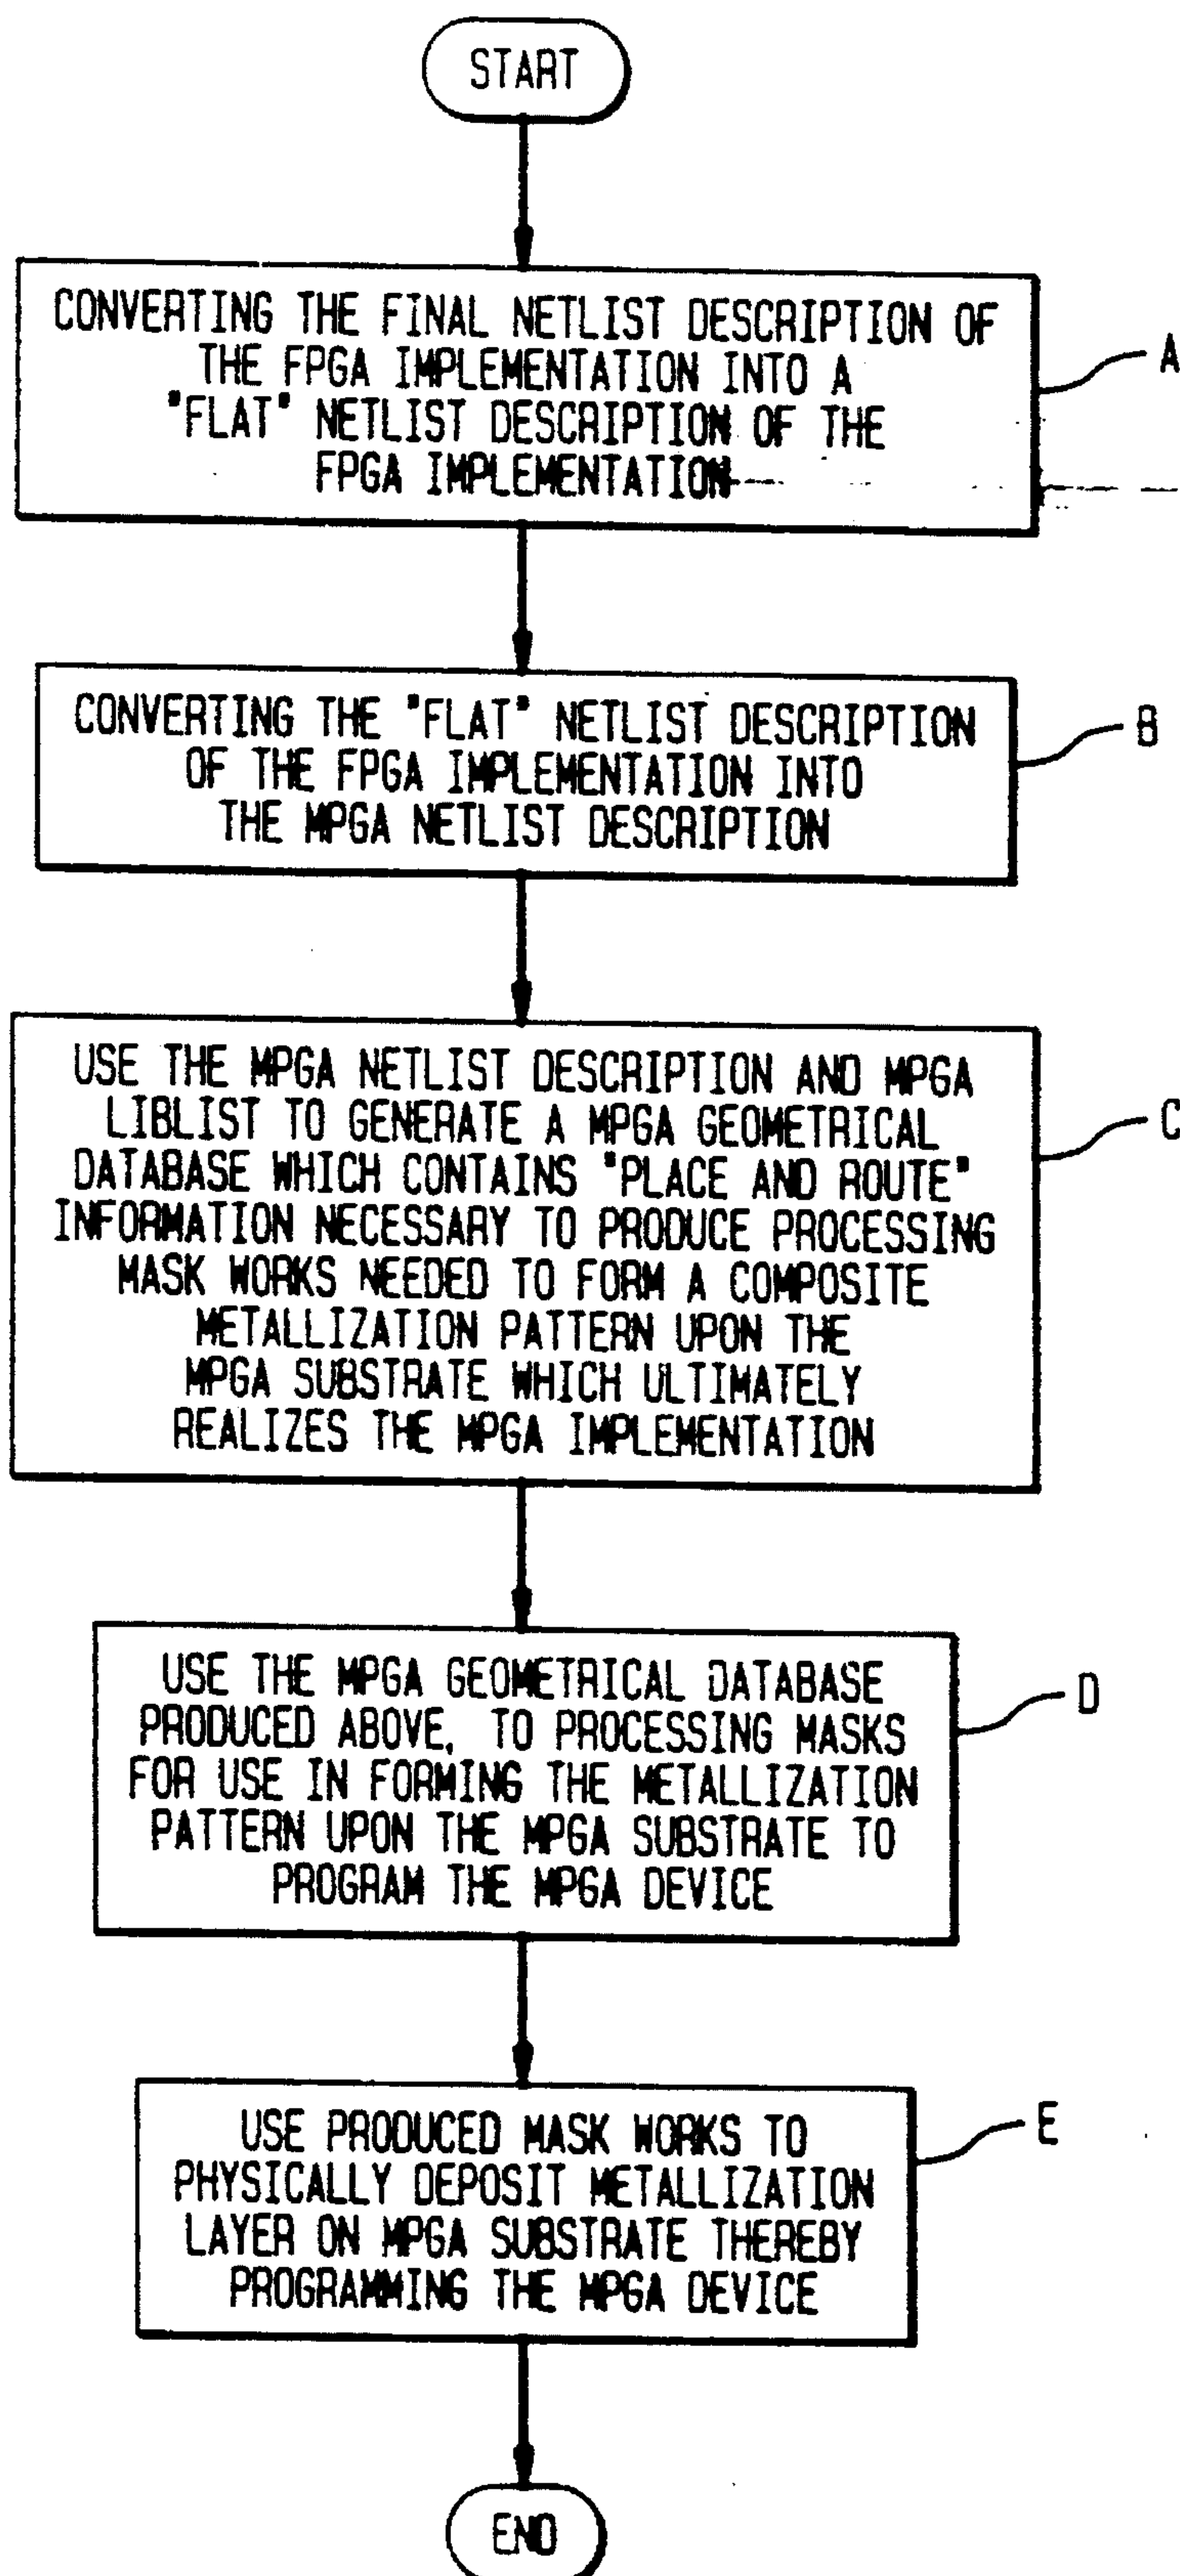 START
CONVERTING THE FINAL NETLIST DESCRIPTION OF
THE FPGA IMPLEMENTATION INTO A
"FLAT" NETLIST DESCRIPTION OF THE
FPGA IMPLEMENTATION
A
CONVERTING THE "FLAT" NETLIST DESCRIPTION
OF THE FPGA IMPLEMENTATION INTO
THE MPGA NETLIST DESCRIPTION
B
USE THE MPGA NETLIST DESCRIPTION AND MPGA
LIBLIST TO GENERATE A MPGA GEOMETRICAL
DATABASE WHICH CONTAINS "PLACE AND ROUTE"
INFORMATION NECESSARY TO PRODUCE PROCESSING
MASK WORKS NEEDED TO FORM A COMPOSITE
METALLIZATION PATTERN UPON THE
MPGA SUBSTRATE WHICH ULTIMATELY
REALIZES THE MPGA IMPLEMENTATION
C
USE THE MPGA GEOMETRICAL DATABASE
PRODUCED ABOVE, TO PROCESSING MASKS
FOR USE IN FORMING THE METALLIZATION
PATTERN UPON THE MPGA SUBSTRATE TO
PROGRAM THE MPGA DEVICE
D
USE PRODUCED MASK WORKS TO
PHYSICALLY DEPOSIT METALLIZATION
LAYER ON MPGA SUBSTRATE THEREBY
PROGRAMMING THE MPGA DEVICE
E
END